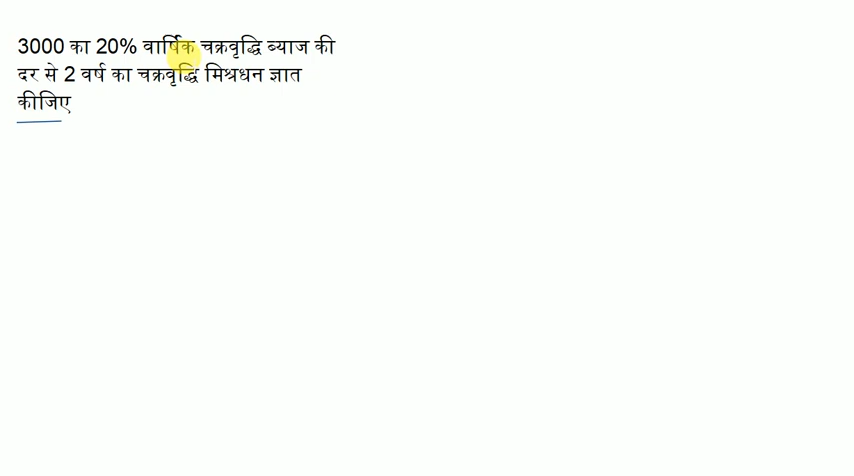 3000 का 20% वार्षिक चक्रवृद्धि ब्याज की
दर से 2 वर्ष का चक्रवृद्धि मिश्रधन ज्ञात
कीजिए